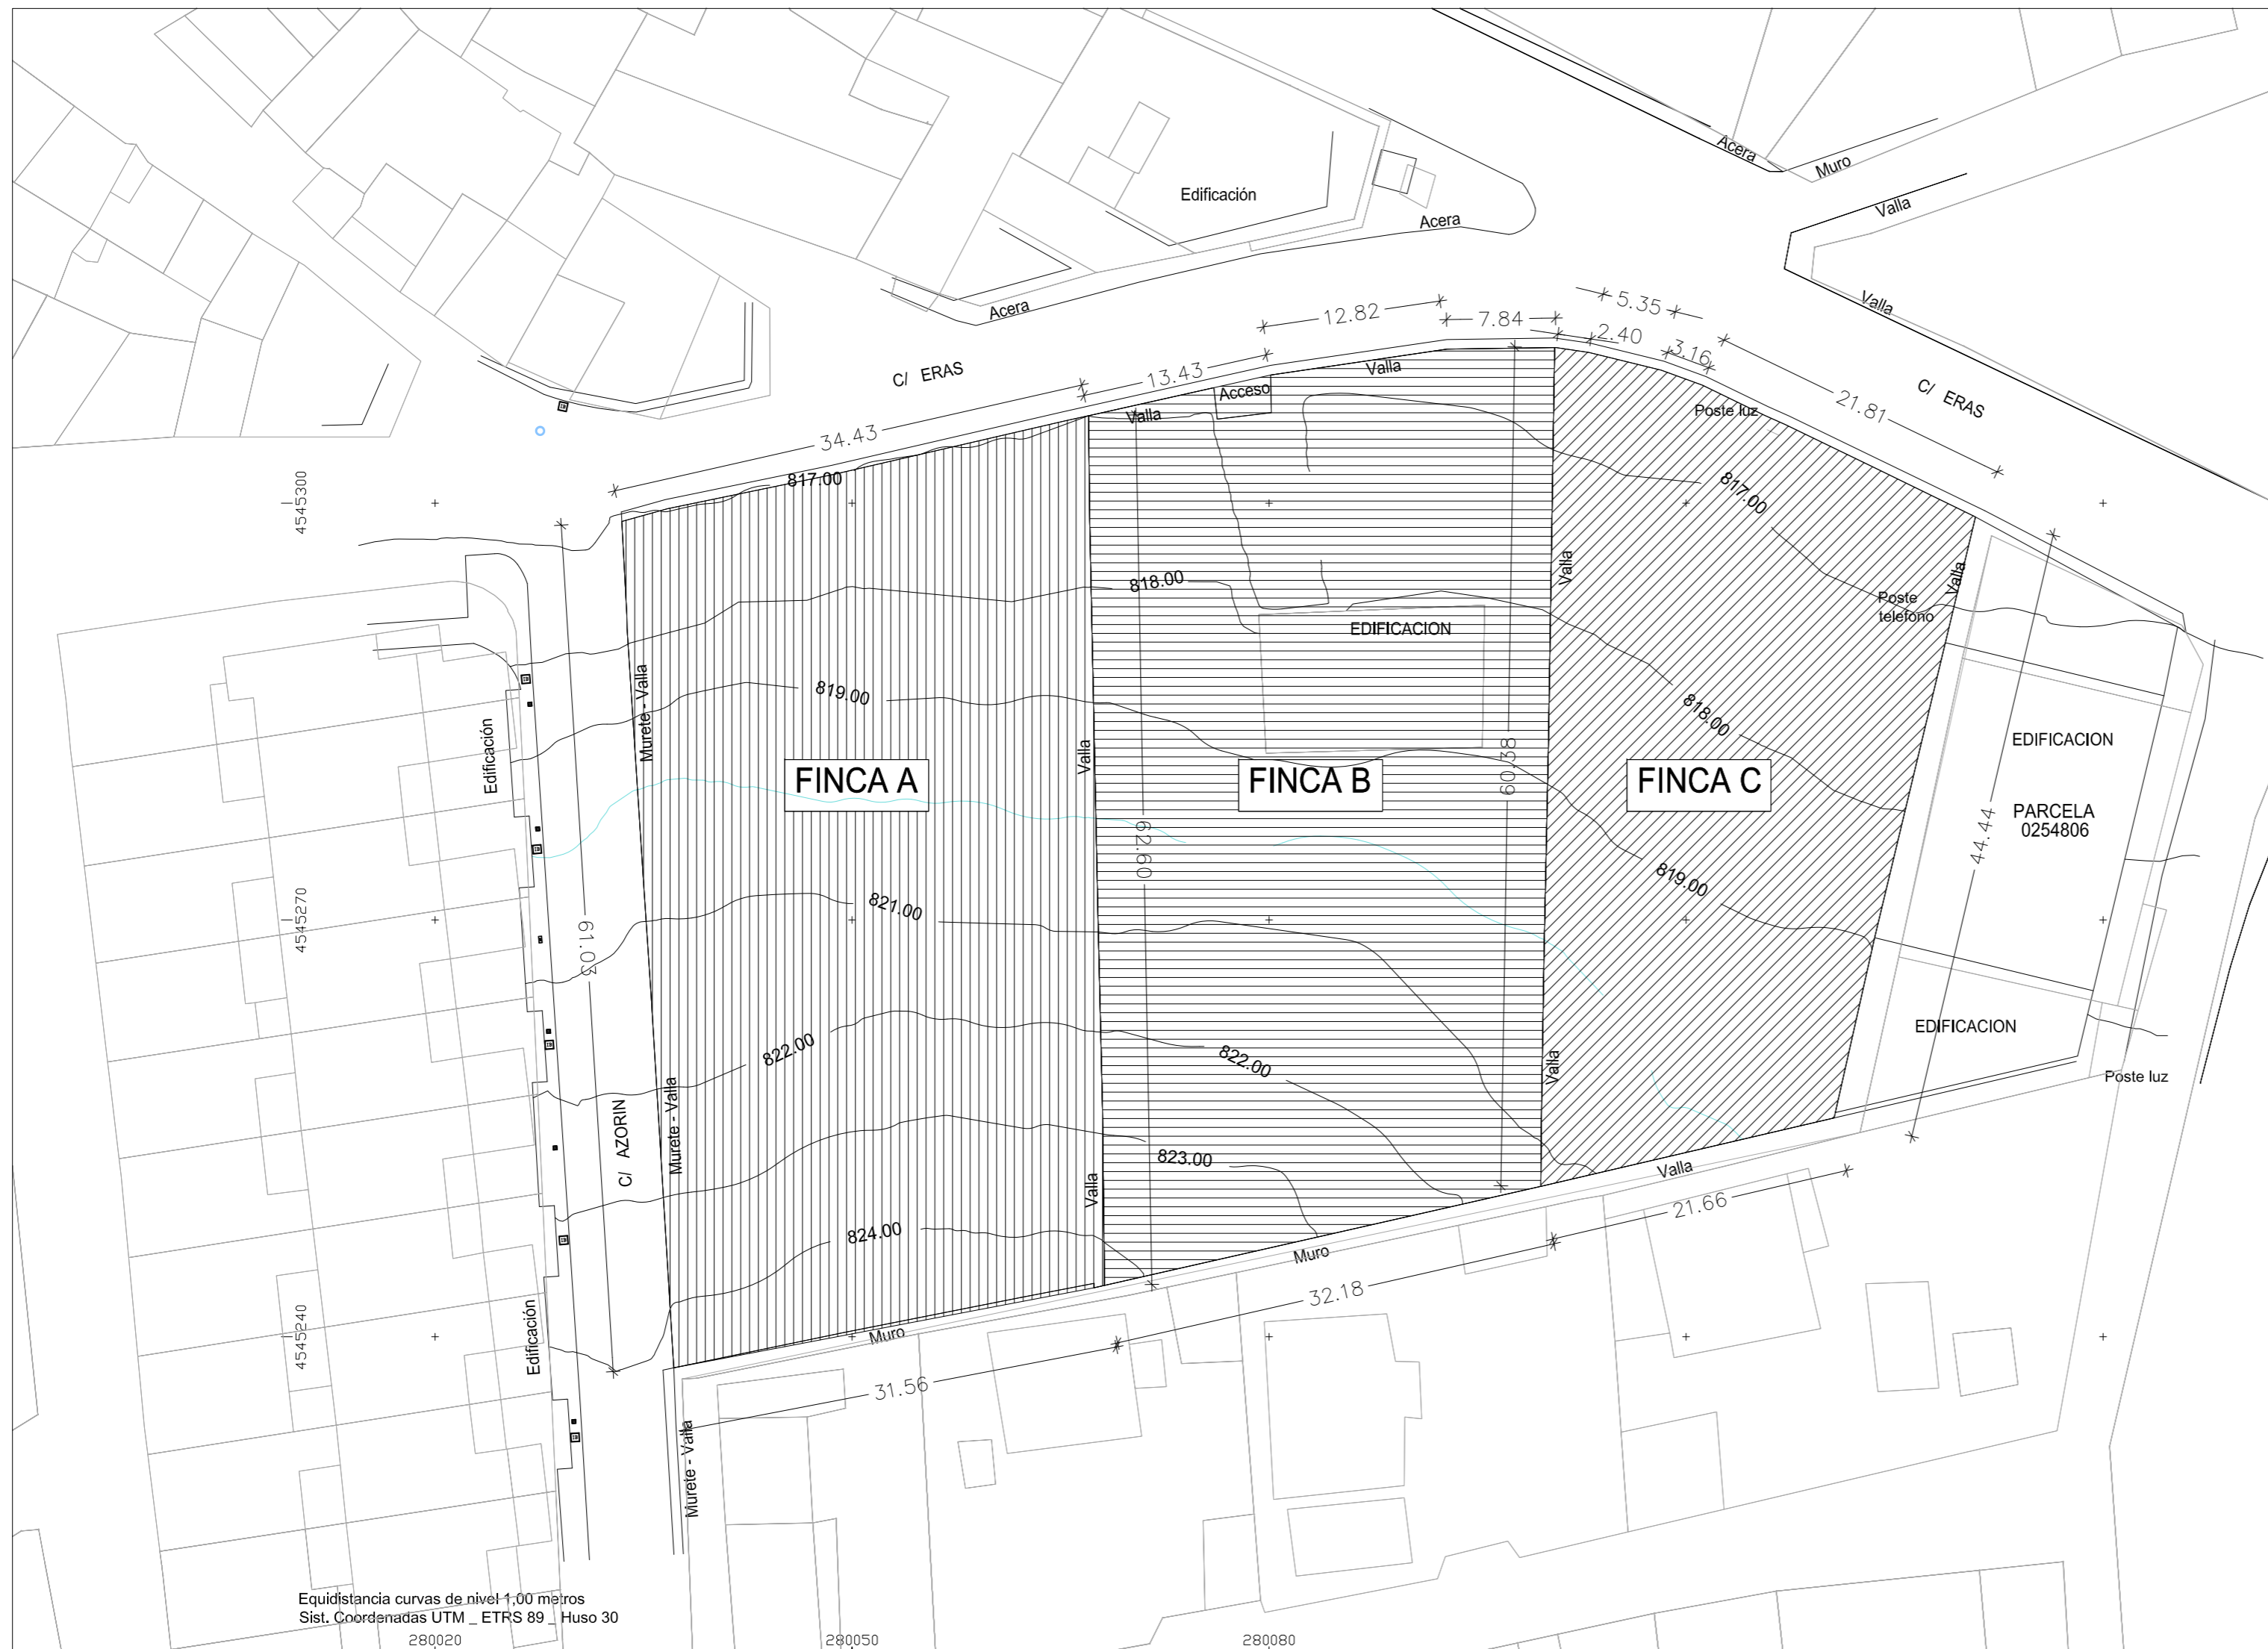 Edificación
Acera
Muro
Acera
Valla
Acera
Valla
5.35
12.82
7.84
2.40
3.16
C/ ERAS
13.43
Valla
Acceso
Valla
21.81
C/ ERAS
Poste luz
34.43
817.00
817.00
4545300
Valla
Valla
818.00
Poste
telefono
EDIFICACION
Murete - Valla
819.00
818.00
Edificación
Valla
EDIFICACION
FINCA A
FINCA B
60.38
FINCA C
62.60
PARCELA
0254806
44.44
819.00
821.00
4545270
61.03
822.00
822.00
EDIFICACION
Valla
Poste luz
C/ AZORIN
Murete - Valla
823.00
Valla
Valla
21.66
824.00
Muro
32.18
4545240
Edificación
Muro
31.56
Murete - Valla
Equidistancia curvas de nivel 1,00 metros
Sist. Coordenadas UTM _ ETRS 89 _ Huso 30
280020
280050
280080